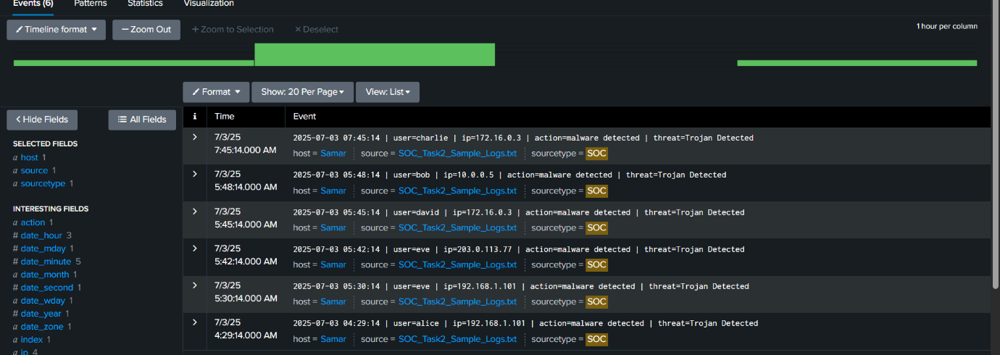 Events (6) Patterns Statistics Visualization
Timeline format − Zoom Out + Zoom to Selection × Deselect 1 hour per column
Format Show: 20 Per Page View: List
< Hide Fields All Fields i Time Event
SELECTED FIELDS
a host 1
a source 1
a sourcetype 1
INTERESTING FIELDS
a action 1
# date_hour 3
# date_mday 1
# date_minute 5
a date_month 1
# date_second 1
a date_wday 1
# date_year 1
a date_zone 1
a index 1
a ip 4
> 7/3/25 2025-07-03 07:45:14 | user=charlie | ip=172.16.0.3 | action=malware detected | threat=Trojan Detected
7:45:14.000 AM host = Samar source = SOC_Task2_Sample_Logs.txt sourcetype = SOC
> 7/3/25 2025-07-03 05:48:14 | user=bob | ip=10.0.0.5 | action=malware detected | threat=Trojan Detected
5:48:14.000 AM host = Samar source = SOC_Task2_Sample_Logs.txt sourcetype = SOC
> 7/3/25 2025-07-03 05:45:14 | user=david | ip=172.16.0.3 | action=malware detected | threat=Trojan Detected
5:45:14.000 AM host = Samar source = SOC_Task2_Sample_Logs.txt sourcetype = SOC
> 7/3/25 2025-07-03 05:42:14 | user=eve | ip=203.0.113.77 | action=malware detected | threat=Trojan Detected
5:42:14.000 AM host = Samar source = SOC_Task2_Sample_Logs.txt sourcetype = SOC
> 7/3/25 2025-07-03 05:30:14 | user=eve | ip=192.168.1.101 | action=malware detected | threat=Trojan Detected
5:30:14.000 AM host = Samar source = SOC_Task2_Sample_Logs.txt sourcetype = SOC
> 7/3/25 2025-07-03 04:29:14 | user=alice | ip=192.168.1.101 | action=malware detected | threat=Trojan Detected
4:29:14.000 AM host = Samar source = SOC_Task2_Sample_Logs.txt sourcetype = SOC